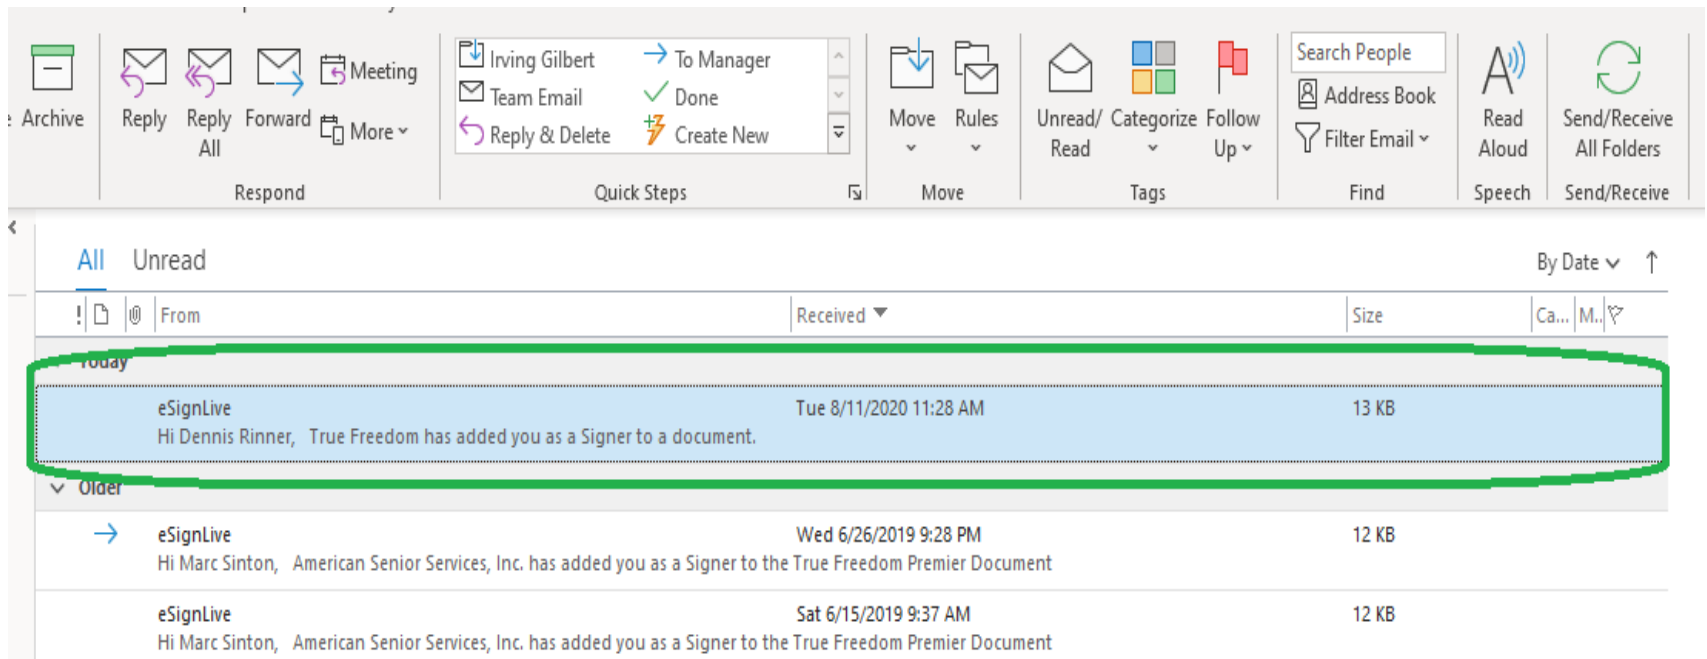 Archive
Reply
Reply All
Forward
Meeting
More
Respond
Irving Gilbert
To Manager
Team Email
Done
Reply & Delete
Create New
Quick Steps
Move
Rules
Move
Unread/ Read
Categorize
Follow Up
Tags
Search People
Address Book
Filter Email
Find
Read Aloud
Speech
Send/Receive All Folders
Send/Receive
All Unread
By Date
! From Received Size Ca... M..
Today
eSignLive Tue 8/11/2020 11:28 AM 13 KB
Hi Dennis Rinner, True Freedom has added you as a Signer to a document.
Older
eSignLive Wed 6/26/2019 9:28 PM 12 KB
Hi Marc Sinton, American Senior Services, Inc. has added you as a Signer to the True Freedom Premier Document
eSignLive Sat 6/15/2019 9:37 AM 12 KB
Hi Marc Sinton, American Senior Services, Inc. has added you as a Signer to the True Freedom Premier Document